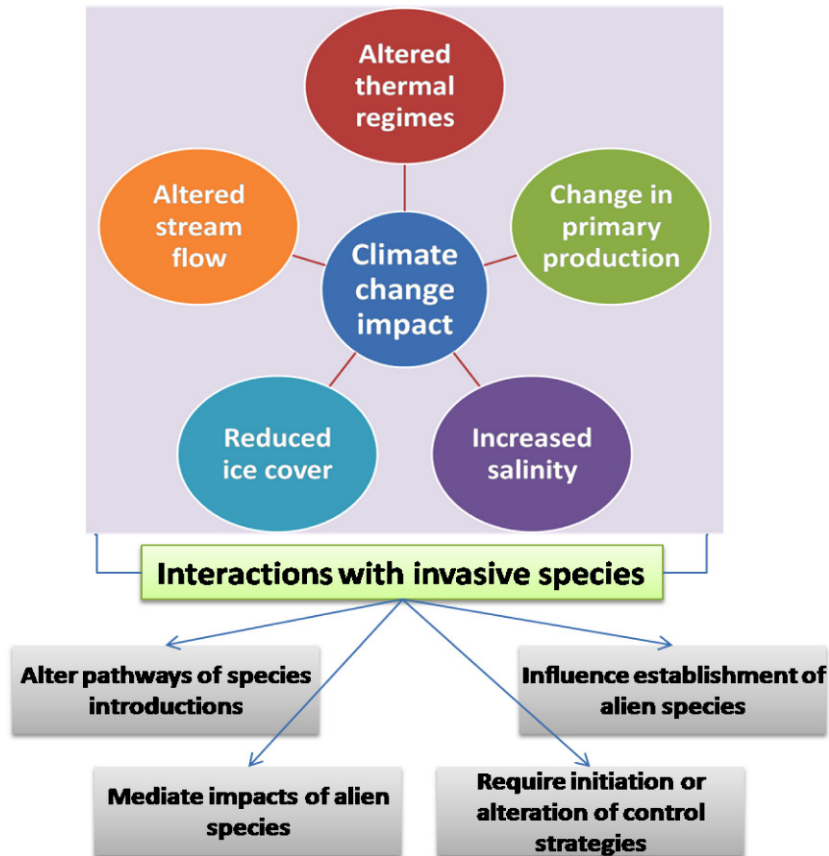 Altered
thermal
regimes
Altered
stream
flow
Change in
primary
production
Climate
change
impact
Reduced
ice cover
Increased
salinity
Interactions with invasive species
Alter pathways of species
introductions
Influence establishment of
alien species
Mediate impacts of alien
species
Require initiation or
alteration of control
strategies